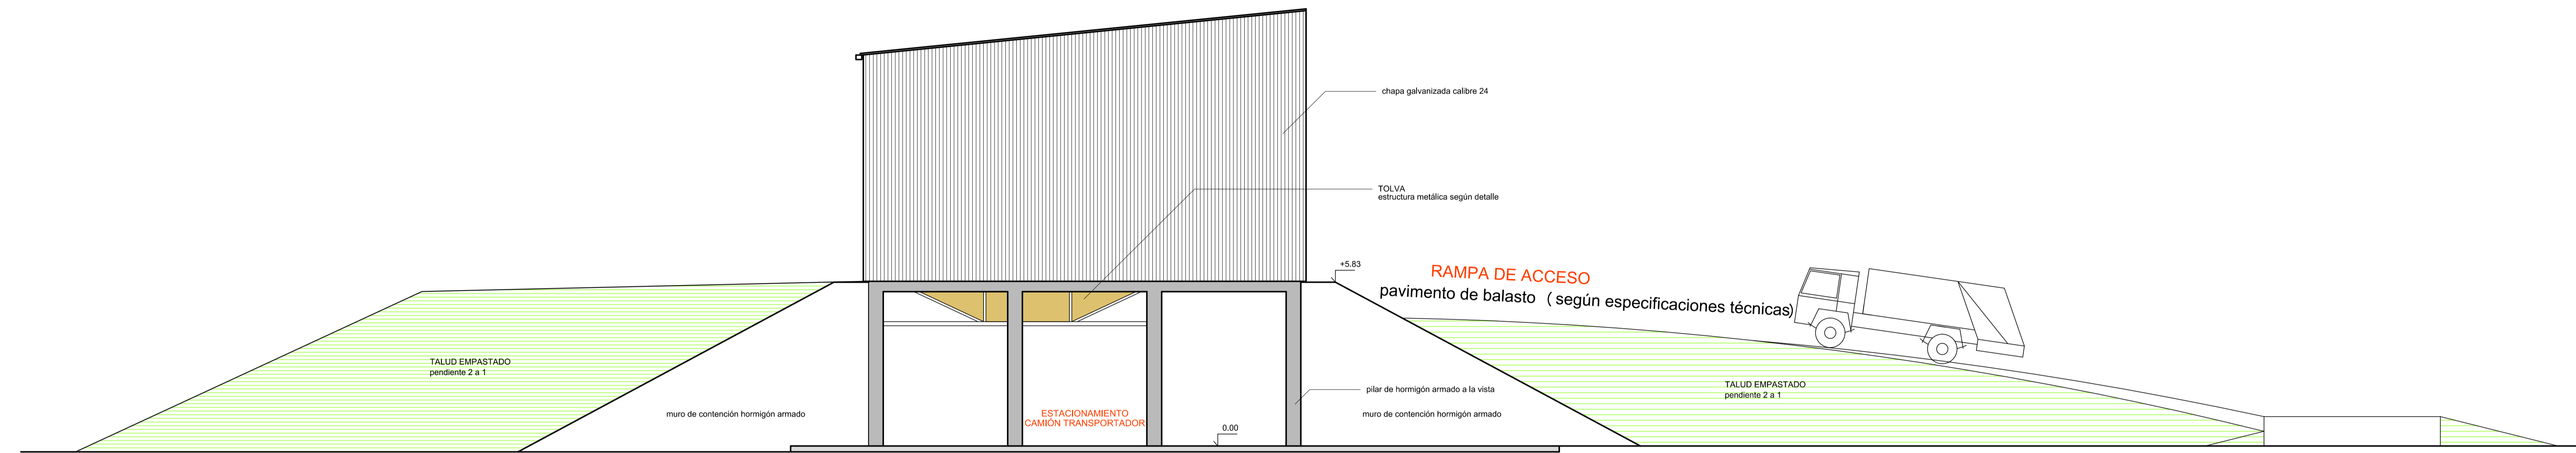 chapa galvanizada calibre 24
TOLVA
estructura metálica según detalle
+5.83
RAMPA DE ACCESO
pavimento de balasto ( según especificaciones técnicas)
TALUD EMPASTADO
pendiente 2 a 1
TALUD EMPASTADO
pendiente 2 a 1
pilar de hormigón armado a la vista
muro de contención hormigón armado
ESTACIONAMIENTO
CAMIÓN TRANSPORTADOR
muro de contención hormigón armado
0.00